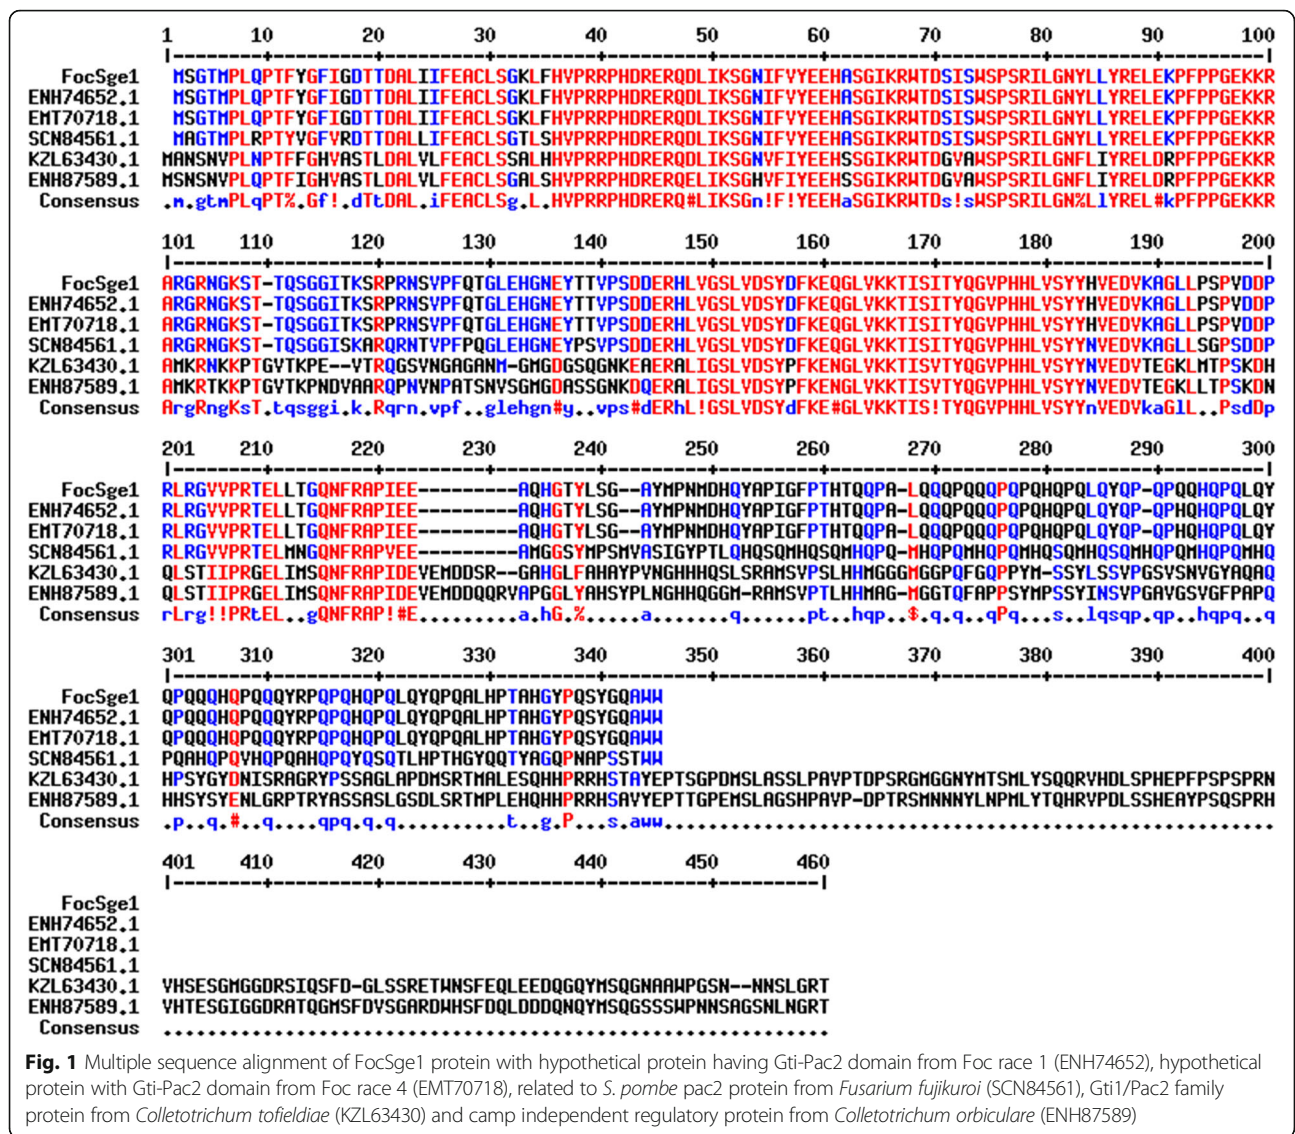 1 10 20 30 40 50 60 70 80 90 100
|--------+---------+---------+---------+---------+---------+---------+---------+---------+---------|
FocSge1 MSGTMPLQPTFYGFIGDTTDALIIFEACLSGKLFHVPRRPHDRERQDLIKSGNIFVYEEHASGIKRWTDSISWSPSRILGNYLLYRELEKPFPPGEKKR
ENH74652.1 MSGTMPLQPTFYGFIGDTTDALIIFEACLSGKLFHVPRRPHDRERQDLIKSGNIFVYEEHASGIKRWTDSISWSPSRILGNYLLYRELEKPFPPGEKKR
EMT70718.1 MSGTMPLQPTFYGFIGDTTDALIIFEACLSGKLFHVPRRPHDRERQDLIKSGNIFVYEEHASGIKRWTDSISWSPSRILGNYLLYRELEKPFPPGEKKR
SCN84561.1 MAGTMPLRPTYVGFVRDTTDALLIFEACLSGTLSHVPRRPHDRERQDLIKSGNIFVYEEHASGIKRWTDSISWSPSRILGNYLLYRELEKPFPPGEKKR
KZL63430.1 MANSNVPLNPTFFGHVASTLDALVLFEACLSSALHHVPRRPHDRERQDLIKSGNVFIYEEHSSGIKRWTDGVAWSPSRILGNFLIYRELDRPFPPGEKKR
ENH87589.1 MSNSNVPLQPTFIGHVASTLDALVLFEACLSGALSHVPRRPHDRERQELIKSGHVFIYEEHSSGIKRWTDGVAWSPSRILGNFLIYRELDRPFPPGEKKR
Consensus .m.gtmPLqPT%.Gf!.dTtDAL.iFEACLSg.L.HVPRRPHDRERQ#LIKSGn!F!YEEHaSGIKRWTDs!sWSPSRILGN%LlYREL#kPFPPGEKKR
101 110 120 130 140 150 160 170 180 190 200
|--------+---------+---------+---------+---------+---------+---------+---------+---------+---------|
FocSge1 ARGRNGKST-TQSGGITKSRPRNSVPFQTGLEHGNEYTTVPSDDERHLVGSLVDSYDFKEQGLVKKTISITYQGVPHHLVSYYHVEDVKAGLLPSPVDDP
ENH74652.1 ARGRNGKST-TQSGGITKSRPRNSVPFQTGLEHGNEYTTVPSDDERHLVGSLVDSYDFKEQGLVKKTISITYQGVPHHLVSYYHVEDVKAGLLPSPVDDP
EMT70718.1 ARGRNGKST-TQSGGITKSRPRNSVPFQTGLEHGNEYTTVPSDDERHLVGSLVDSYDFKEQGLVKKTISITYQGVPHHLVSYYHVEDVKAGLLPSPVDDP
SCN84561.1 ARGRNGKST-TQSGGISKARQRNTVPFPQGLEHGNEYPSVPSDDERHLVGSLVDSYDFKEQGLVKKTISITYQGVPHHLVSYYNVEDVKAGLLSGPSDDP
KZL63430.1 AMKRNKKPTGVTKPE--VTRQGSVNGAGANM-GMGDGSQGNKEAERALIGSLVDSYPFKENGLVKKTISVTYQGVPHHLVSYYNVEDVTEGKLMTPSKDH
ENH87589.1 AMKRTKKPTGVTKPNDVAARQPNVNPATSNVSGMGDASSGNKDQERALIGSLVDSYPFKENGLVKKTISVTYQGVPHHLVSYYNVEDVTEGKLLTPSKDN
Consensus ArgRngKsT.tqsggi.k.Rqrn.vpf..glehgn#y..vps#dERhL!GSLVDSYdFKE#GLVKKTIS!TYQGVPHHLVSYYnVEDVkaGlL..PsdDp
201 210 220 230 240 250 260 270 280 290 300
|--------+---------+---------+---------+---------+---------+---------+---------+---------+---------|
FocSge1 RLRGVVPRTELLTGQNFRAPIEE---------AQHGTYLSG--AYMPNMDHQYAPIGFPTHTQQPA-LQQQPQQQPQPQHQPQLQYQP-QPQQHQPQLQY
ENH74652.1 RLRGVVPRTELLTGQNFRAPIEE---------AQHGTYLSG--AYMPNMDHQYAPIGFPTHTQQPA-LQQQPQQQPQPQHQPQLQYQP-QPHQHQPQLQY
EMT70718.1 RLRGVVPRTELLTGQNFRAPIEE---------AQHGTYLSG--AYMPNMDHQYAPIGFPTHTQQPA-LQQQPQQQPQPQHQPQLQYQP-QPQQHQPQLQY
SCN84561.1 RLRGVVPRTELMNGQNFRAPVEE---------AMGGSYMPSMVASIGYPTLQHQSQMHQSQMHQPQ-MHQPQMHQPQMHQSQMHQSQMHQPQMHQPQMHQ
KZL63430.1 QLSTIIPRGELIMSQNFRAPIDEVEMDDSR--GAHGLFAHAYPVNGHHHQSLSRAMSVPSLHHMGGGMGGPQFGQPPYM-SSYLSSVPGSVSNVGYAQAQ
ENH87589.1 QLSTIIPRGELIMSQNFRAPIDEVEMDDQQRVAPGGLYAHSYPLNGHHHQGGM-RAMSVPTLHHMAG-MGGTQFAPPSYMPSSYINSVPGAVGSVGFPAPQ
Consensus rLrg!!PRtEL..gQNFRAP!#E.........a.hG.%.....a.......q......pt..hqp..$.q.q..qPq...s..lqsqp.qp..hqpq..q
301 310 320 330 340 350 360 370 380 390 400
|--------+---------+---------+---------+---------+---------+---------+---------+---------+---------|
FocSge1 QPQQQHQPQQQYRPQPQHQPQLQYQPQALHPTAHGYPQSYGQAWW
ENH74652.1 QPQQQHQPQQQYRPQPQHQPQLQYQPQALHPTAHGYPQSYGQAWW
EMT70718.1 QPQQQHQPQQQYRPQPQHQPQLQYQPQALHPTAHGYPQSYGQAWW
SCN84561.1 PQAHQPQVHQPQAHQPQYQSQTLHPTHGYQQTYAGQPNAPSSTWW
KZL63430.1 HPSYGYDNISRAGRYPSSAGLAPDMSRTMALESQHHPRRHSTAYEPTSGPDMSLASSLPAVPTDPSRGMGGNYMTSMLYSQQRVHDLSPHEPFPSPSPRN
ENH87589.1 HHSYSYENLGRPTRYASSASLGSDLSRTMPLEHQHHPRRHSAVYEPTTGPEMSLAGSHPAVP-DPTRSMNNNYLNPMLYTQHRVPDLSSHEAYPSQSPRH
Consensus .p..q.#..q....qpq.q.q..........t..g.P...s.aww.......................................................
401 410 420 430 440 450 460
|--------+---------+---------+---------+---------+---------|
FocSge1
ENH74652.1
EMT70718.1
SCN84561.1
KZL63430.1 VHSESGMGGDRSIQSFD-GLSSRETWNSFEQLEEDQGQYMSQGNAAWPGSN--NNSLGRT
ENH87589.1 VHTESGIGGDRATQGMSFDVSGARDWHSFDQLDDDQNQYMSQGSSSWPNNSAGSNLNGRT
Consensus ............................................................
Fig. 1 Multiple sequence alignment of FocSge1 protein with hypothetical protein having Gti-Pac2 domain from Foc race 1 (ENH74652), hypothetical
protein with Gti-Pac2 domain from Foc race 4 (EMT70718), related to S. pombe pac2 protein from Fusarium fujikuroi (SCN84561), Gti1/Pac2 family
protein from Colletotrichum tofieldiae (KZL63430) and camp independent regulatory protein from Colletotrichum orbiculare (ENH87589)